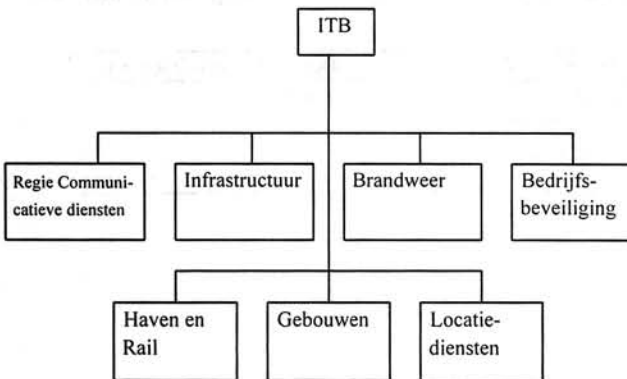 ITB
Regie Communi-
catieve diensten
Infrastructuur
Brandweer
Bedrijfs-
beveiliging
Haven en
Rail
Gebouwen
Locatie-
diensten